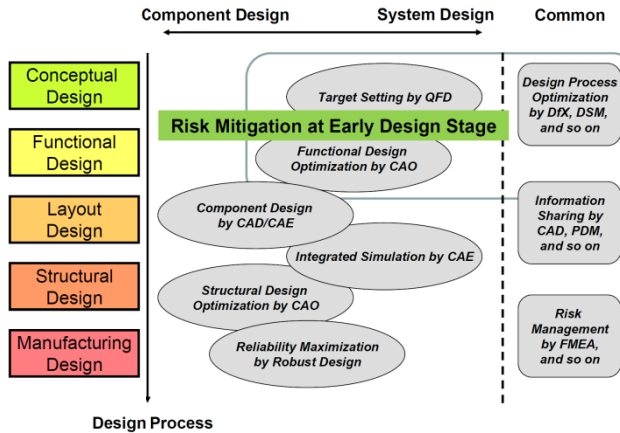 Component Design
System Design
Common
Conceptual
Design
Functional
Design
Layout
Design
Structural
Design
Manufacturing
Design
Target Setting by QFD
Risk Mitigation at Early Design Stage
Functional Design
Optimization by CAO
Component Design
by CAD/CAE
Integrated Simulation by CAE
Structural Design
Optimization by CAO
Reliability Maximization
by Robust Design
Design Process
Optimization
by DfX, DSM,
and so on
Information
Sharing by
CAD, PDM,
and so on
Risk
Management
by FMEA,
and so on
Design Process